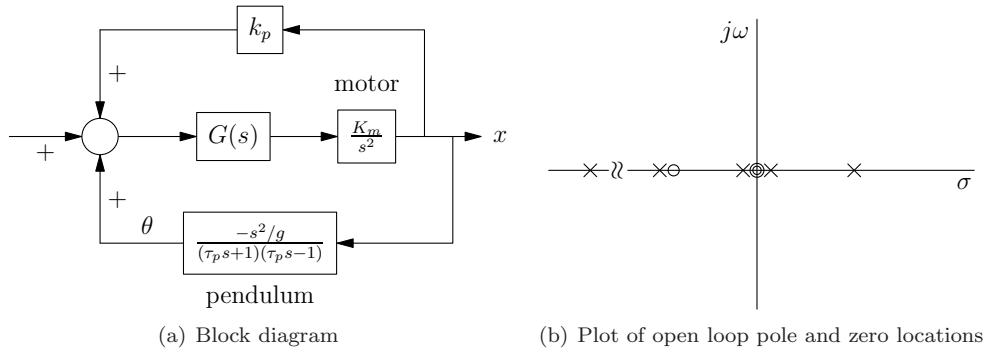 k_p
+
motor
G(s)
K_m / s^2
x
+
+
θ
-s^2/g / (τ_p s+1)(τ_p s−1)
pendulum
(a) Block diagram
jω
σ
(b) Plot of open loop pole and zero locations